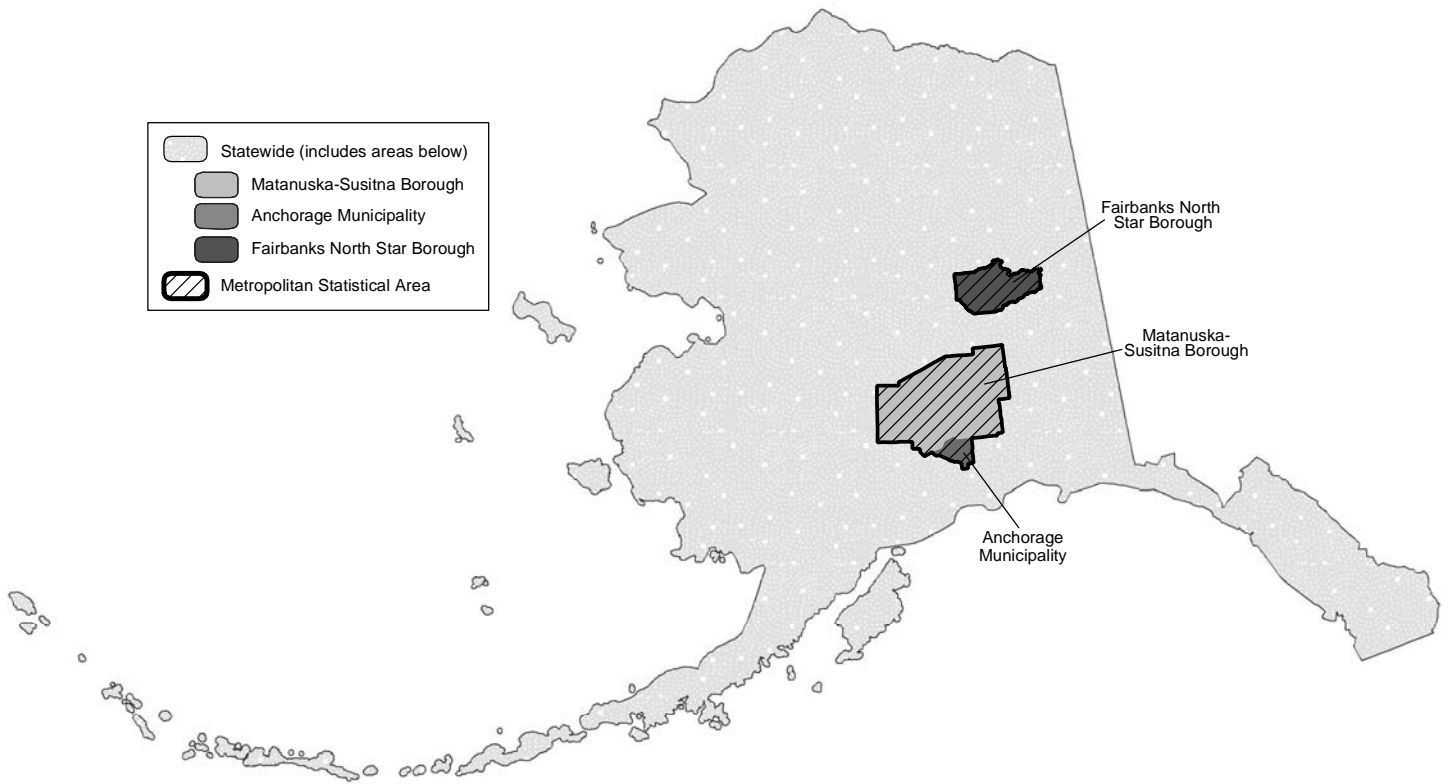 Statewide (includes areas below)
Matanuska-Susitna Borough
Anchorage Municipality
Fairbanks North Star Borough
Metropolitan Statistical Area
Fairbanks North
Star Borough
Matanuska-
Susitna Borough
Anchorage
Municipality